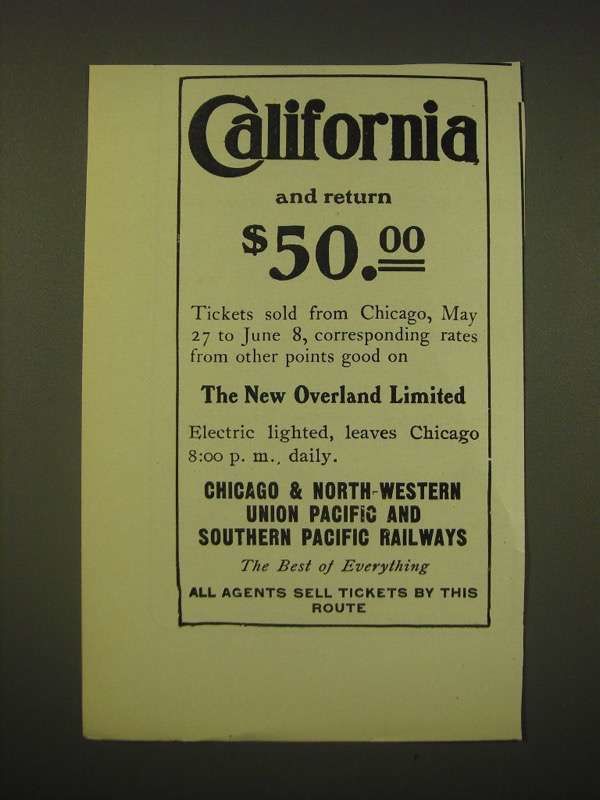 California
and return
$50.00
Tickets sold from Chicago, May
27 to June 8, corresponding rates
from other points good on
The New Overland Limited
Electric lighted, leaves Chicago
8:00 p. m., daily.
CHICAGO & NORTH-WESTERN
UNION PACIFIC AND
SOUTHERN PACIFIC RAILWAYS
The Best of Everything
ALL AGENTS SELL TICKETS BY THIS
ROUTE